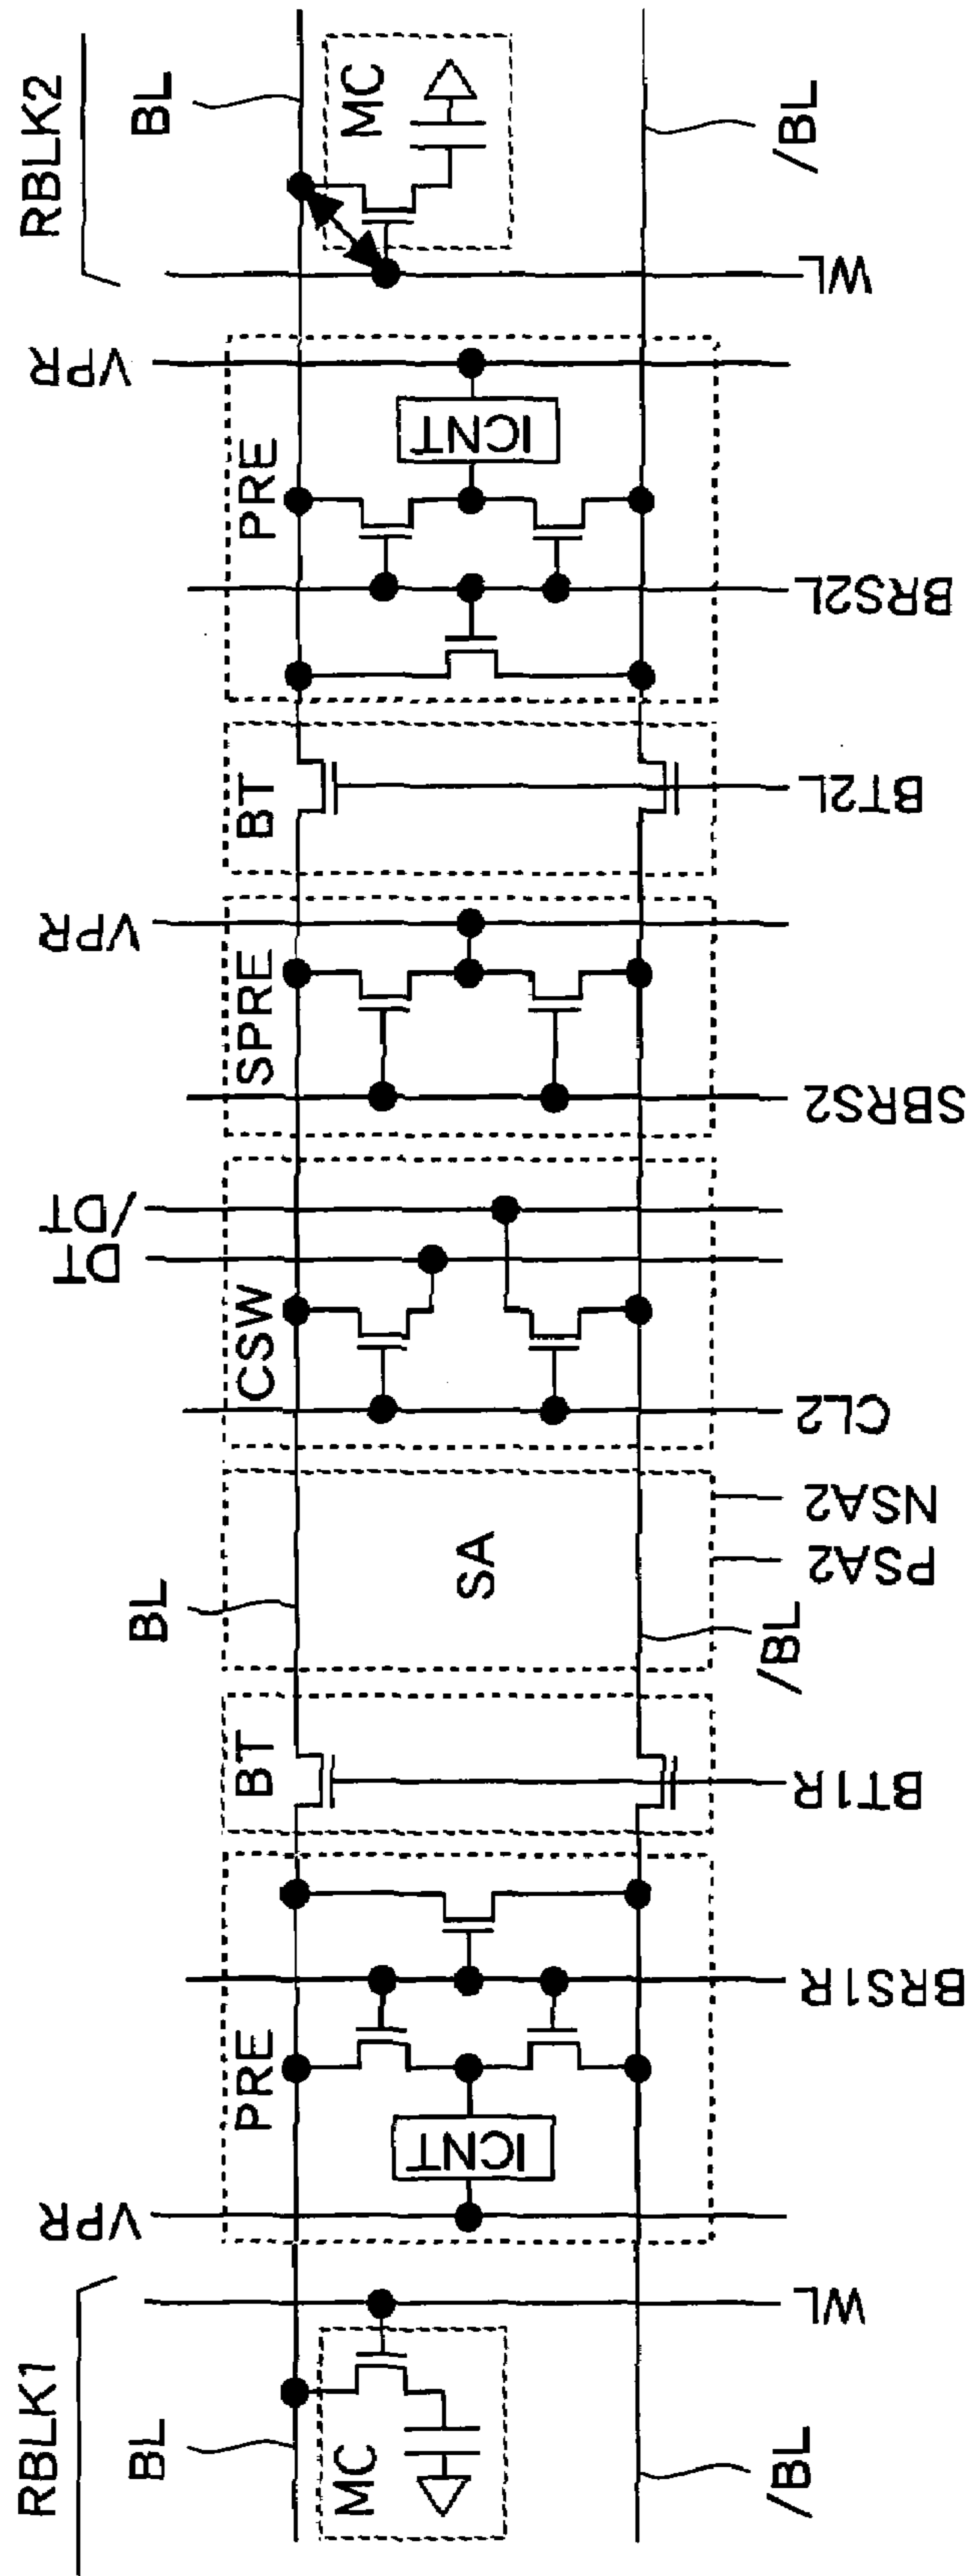 RBLK1
BL
MC
/BL
WL
VPR
PRE
ICNT
BRS1R
BT
BT1R
BL
SA
/BL
PSA2
NSA2
CSW
CL2
DT
/DT
SPRE
SBRS2
VPR
BT
BT2L
PRE
ICNT
BRS2L
VPR
WL
RBLK2
BL
MC
/BL